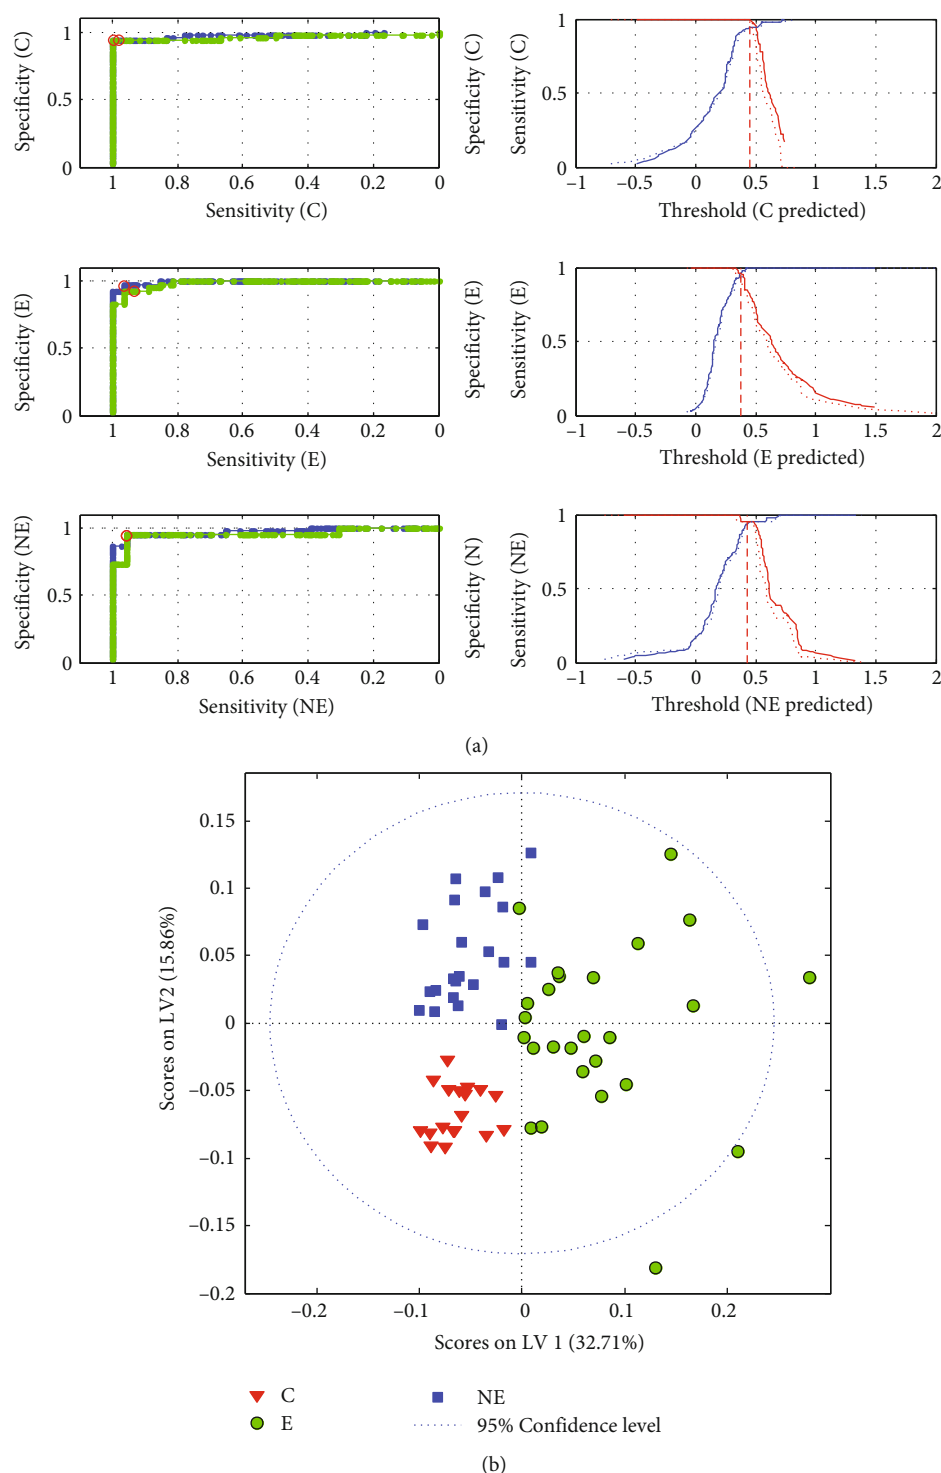 Specificity (C)
1
0.5
0
1 0.8 0.6 0.4 0.2 0
Sensitivity (C)
Specificity (C)
Sensitivity (C)
1
0.5
0
−1 −0.5 0 0.5 1 1.5 2
Threshold (C predicted)
Specificity (E)
1
0.5
0
1 0.8 0.6 0.4 0.2 0
Sensitivity (E)
Specificity (E)
Sensitivity (E)
1
0.5
0
−1 −0.5 0 0.5 1 1.5 2
Threshold (E predicted)
Specificity (NE)
1
0.5
0
1 0.8 0.6 0.4 0.2 0
Sensitivity (NE)
Specificity (N)
Sensitivity (NE)
1
0.5
0
−1 −0.5 0 0.5 1 1.5 2
Threshold (NE predicted)
(a)
Scores on LV2 (15.86%)
0.15
0.1
0.05
0
−0.05
−0.1
−0.15
−0.2
−0.2 −0.1 0 0.1 0.2
Scores on LV 1 (32.71%)
C
E
NE
95% Confidence level
(b)